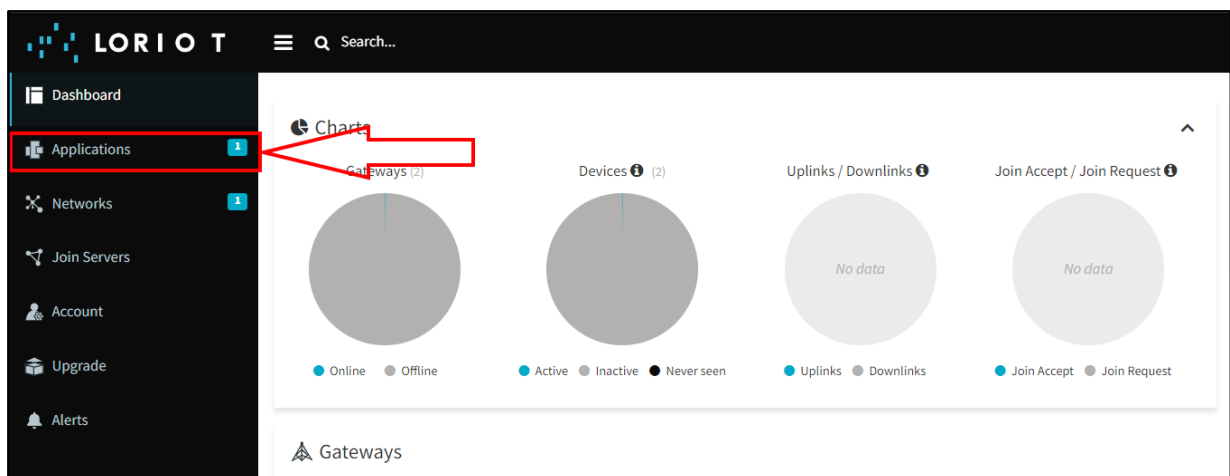 LORIOT
Search...
Dashboard
Applications 1
Networks 1
Join Servers
Account
Upgrade
Alerts
Charts
Gateways (2)
Devices (2)
Uplinks / Downlinks
Join Accept / Join Request
No data
No data
Online Offline
Active Inactive Never seen
Uplinks Downlinks
Join Accept Join Request
Gateways